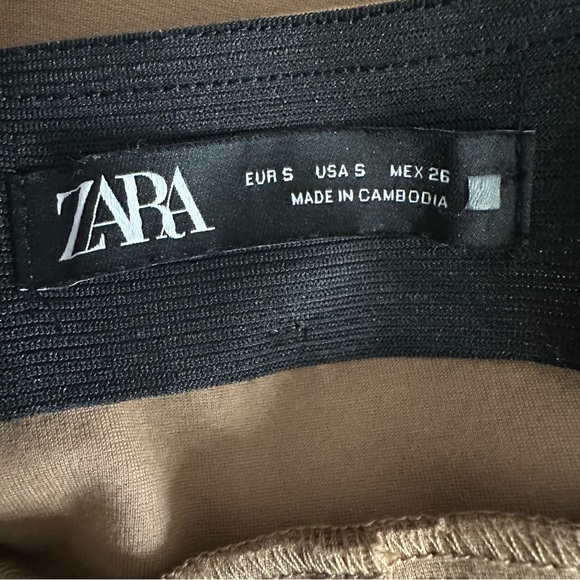 ZARA
EUR S USA S MEX 26
MADE IN CAMBODIA